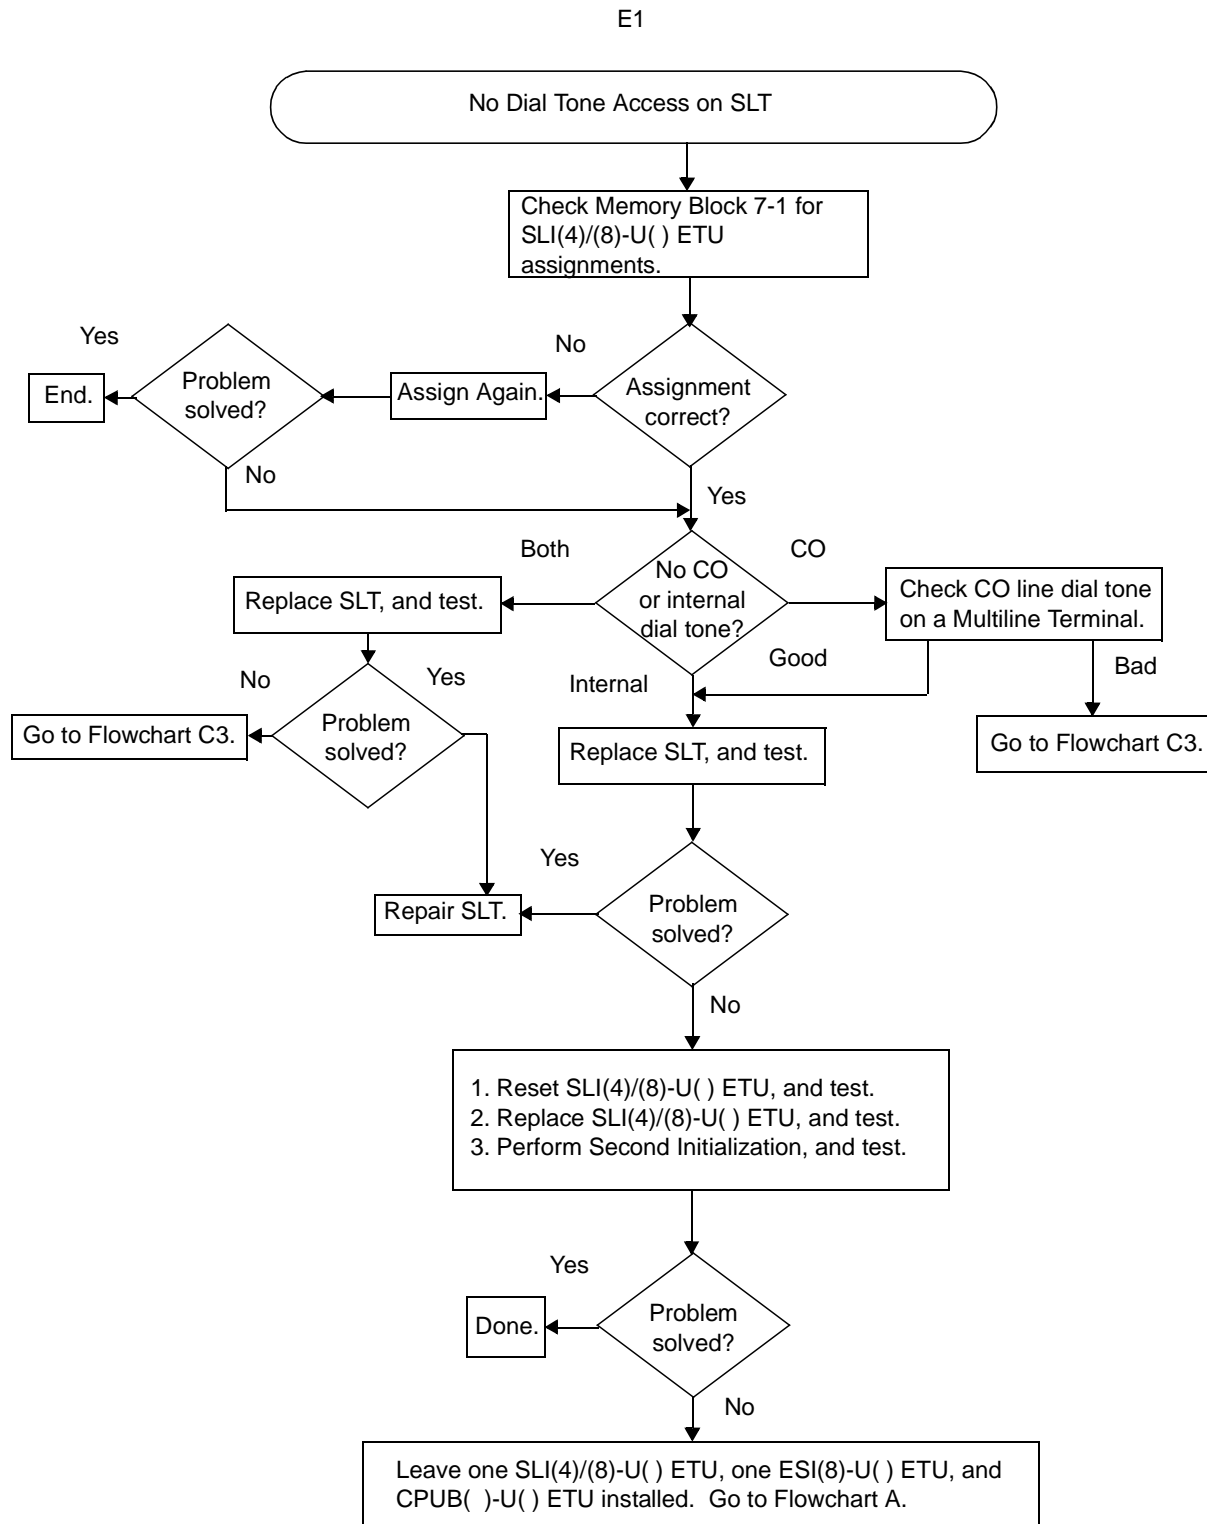 E1
No Dial Tone Access on SLT
Check Memory Block 7-1 for
SLI(4)/(8)-U( ) ETU
assignments.
Yes
No
End.
Problem
solved?
Assign Again.
Assignment
correct?
No
Yes
Both
CO
No CO
or internal
dial tone?
Replace SLT, and test.
Check CO line dial tone
on a Multiline Terminal.
Good
Bad
Internal
No
Yes
Go to Flowchart C3.
Problem
solved?
Replace SLT, and test.
Go to Flowchart C3.
Yes
Repair SLT.
Problem
solved?
No
1. Reset SLI(4)/(8)-U( ) ETU, and test.
2. Replace SLI(4)/(8)-U( ) ETU, and test.
3. Perform Second Initialization, and test.
Yes
Done.
Problem
solved?
No
Leave one SLI(4)/(8)-U( ) ETU, one ESI(8)-U( ) ETU, and
CPUB(  )-U( ) ETU installed.  Go to Flowchart A.